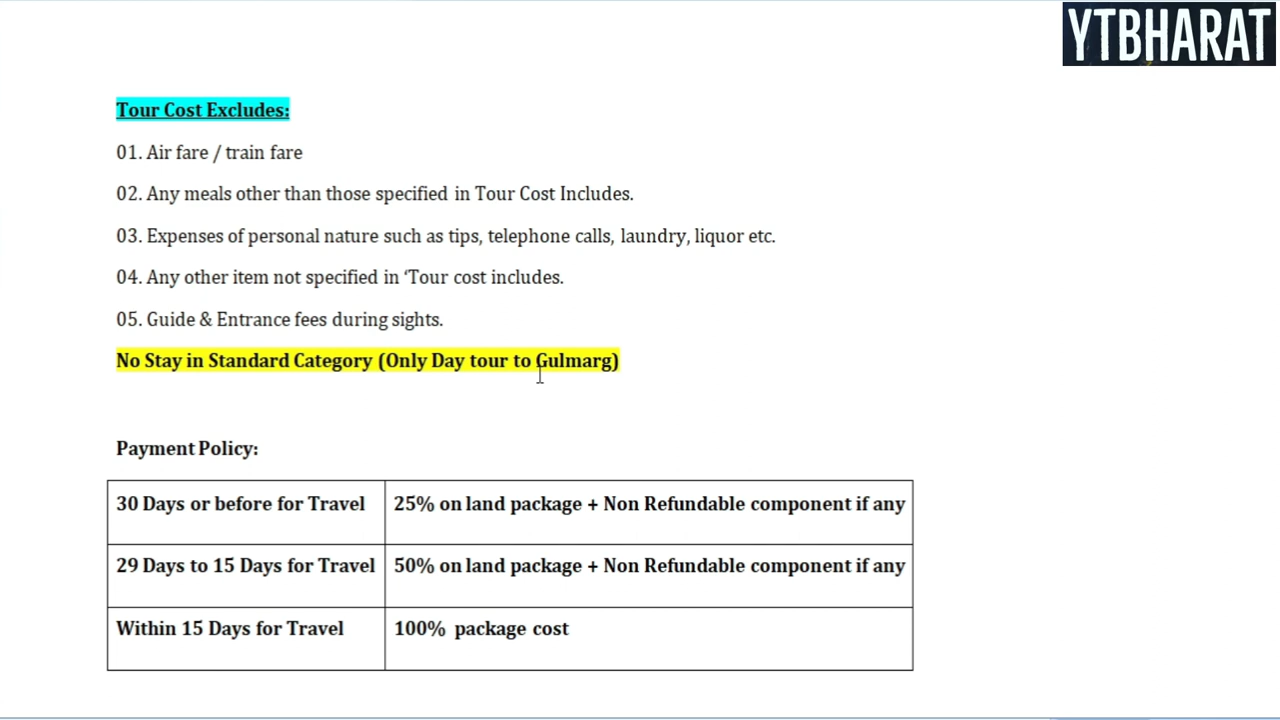 YTBHARAT
Tour Cost Excludes:
01. Air fare / train fare
02. Any meals other than those specified in Tour Cost Includes.
03. Expenses of personal nature such as tips, telephone calls, laundry, liquor etc.
04. Any other item not specified in ‘Tour cost includes.
05. Guide & Entrance fees during sights.
No Stay in Standard Category (Only Day tour to Gulmarg)
Payment Policy:
30 Days or before for Travel 25% on land package + Non Refundable component if any
29 Days to 15 Days for Travel 50% on land package + Non Refundable component if any
Within 15 Days for Travel 100% package cost